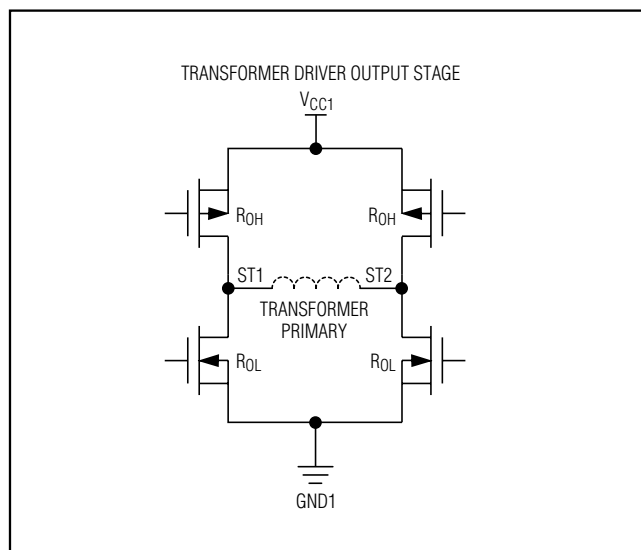 TRANSFORMER DRIVER OUTPUT STAGE
VCC1
ROH ROH
ST1 ST2
TRANSFORMER
PRIMARY
ROL ROL
GND1